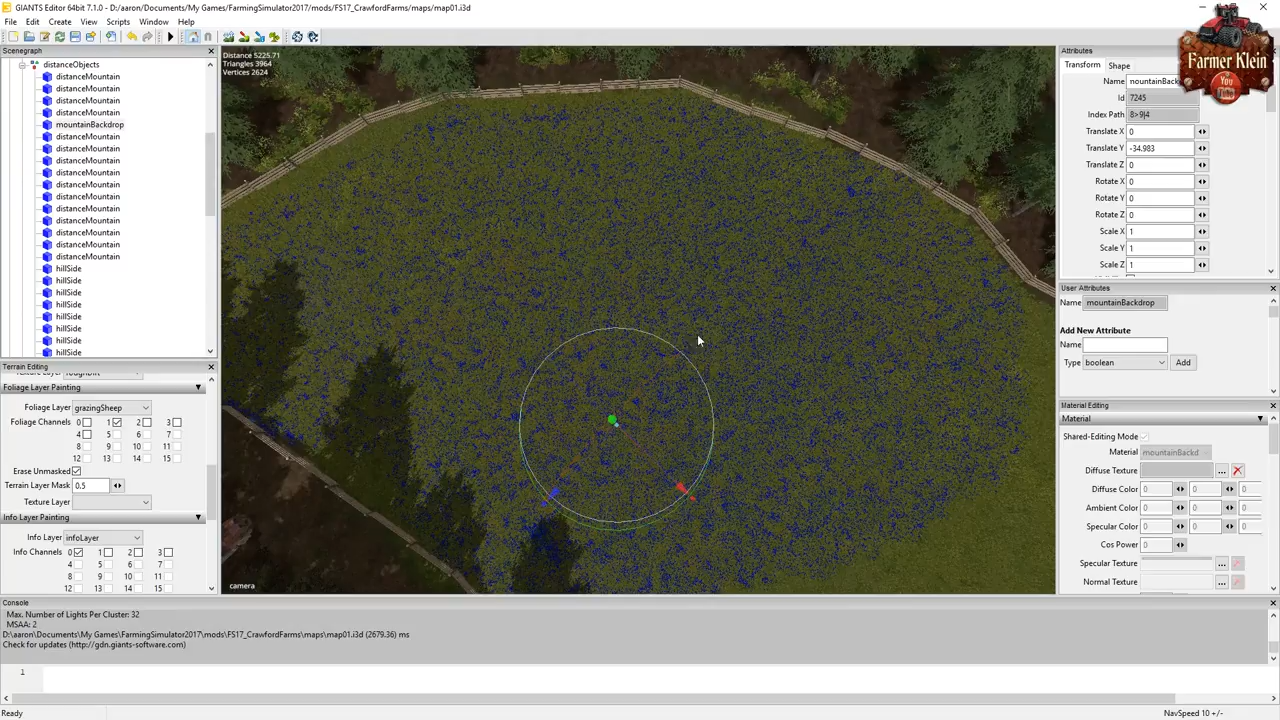 GIANTS Editor 64bit 7.1.0 - D:/aaron/Documents/My Games/FarmingSimulator2017/mods/FS17_CrawfordFarms/maps/map01.i3d
File Edit Create View Scripts Window Help
Scenegraph
distanceObjects
distanceMountain
distanceMountain
distanceMountain
distanceMountain
mountainBackdrop
distanceMountain
distanceMountain
distanceMountain
distanceMountain
distanceMountain
distanceMountain
distanceMountain
distanceMountain
distanceMountain
distanceMountain
distanceMountain
hillSide
hillSide
hillSide
hillSide
hillSide
hillSide
hillSide
hillSide
Terrain Editing
Foliage Layer Painting
Foliage Layer grazingSheep
Foliage Channels 0 1 2 3
4 5 6 7
8 9 10 11
12 13 14 15
Erase Unmasked
Terrain Layer Mask 0.5
Texture Layer
Info Layer Painting
Info Layer infoLayer
Info Channels 0 1 2 3
4 5 6 7
8 9 10 11
12 13 14 15
Distance 5225.71
Triangles 3964
Vertices 2624
camera
Attributes
Transform Shape
Name mountainBack
Id 7245
Index Path 8>9|4
Translate X 0
Translate Y -34.983
Translate Z 0
Rotate X 0
Rotate Y 0
Rotate Z 0
Scale X 1
Scale Y 1
Scale Z 1
Farmer Klein
You Tube
User Attributes
Name mountainBackdrop
Add New Attribute
Name
Type boolean Add
Material Editing
Material
Shared-Editing Mode
Material mountainBackd
Diffuse Texture ...
Diffuse Color 0 0 0
Ambient Color 0 0 0
Specular Color 0 0 0
Cos Power 0
Specular Texture ...
Normal Texture ...
Console
Max. Number of Lights Per Cluster: 32
MSAA: 2
D:/aaron/Documents/My Games/FarmingSimulator2017/mods/FS17_CrawfordFarms/maps/map01.i3d (2679.36) ms
Check for updates (http://gdn.giants-software.com)
1
Ready
NavSpeed 10 +/-